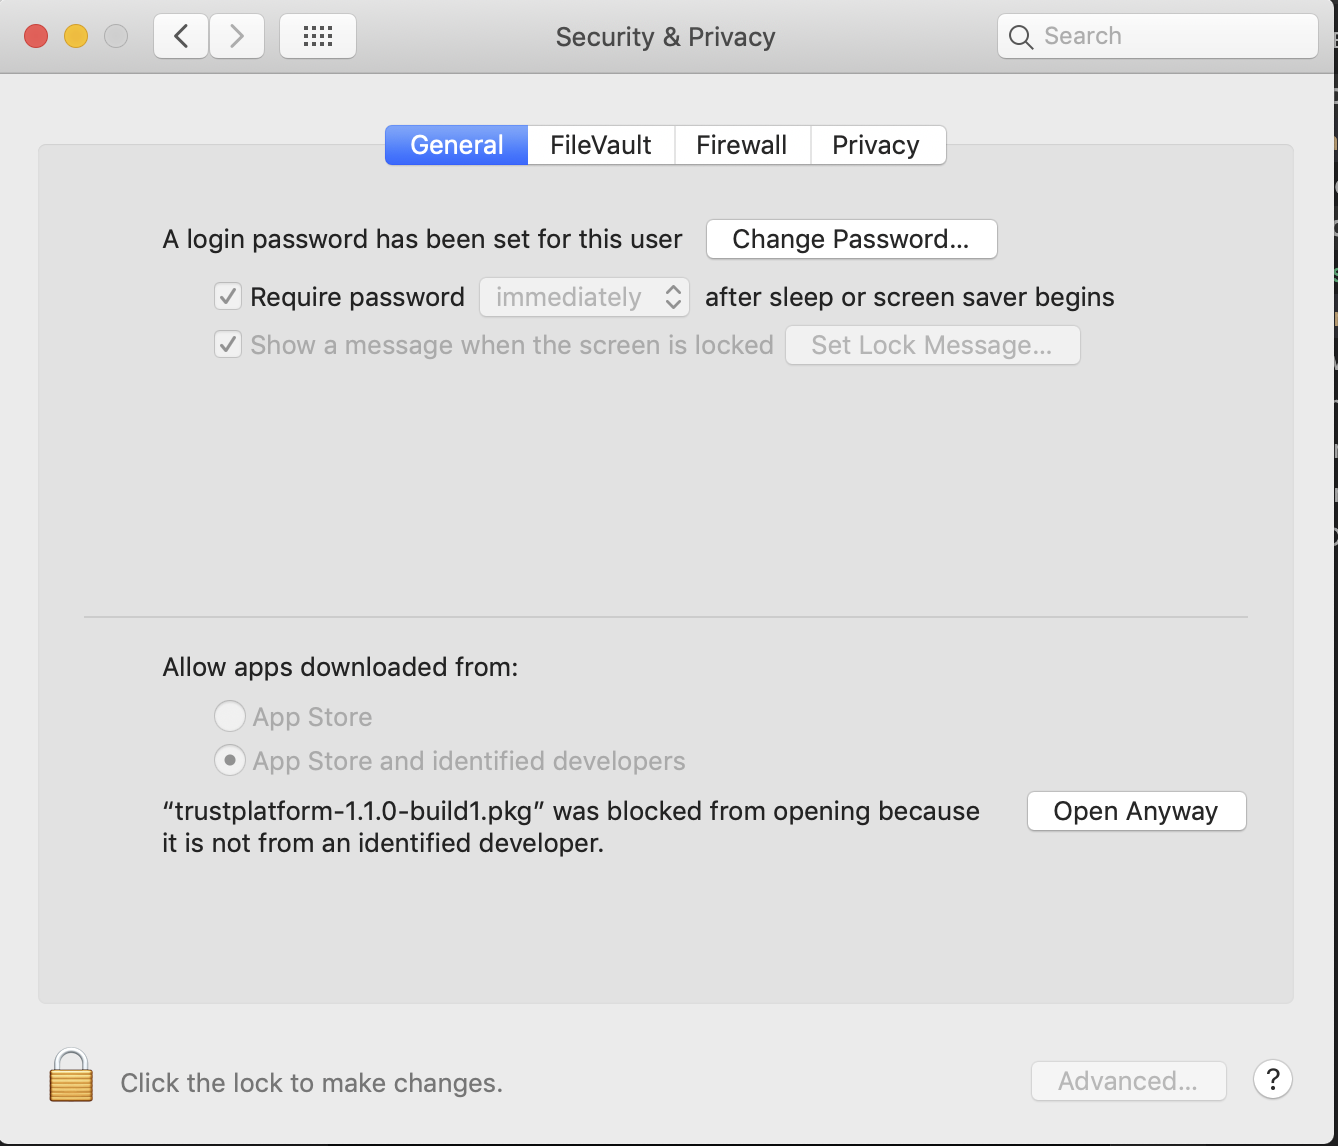 Security & Privacy
Search
General
FileVault
Firewall
Privacy
A login password has been set for this user
Change Password...
Require password
immediately
after sleep or screen saver begins
Show a message when the screen is locked
Set Lock Message...
Allow apps downloaded from:
App Store
App Store and identified developers
“trustplatform-1.1.0-build1.pkg” was blocked from opening because
it is not from an identified developer.
Open Anyway
Click the lock to make changes.
Advanced...
?